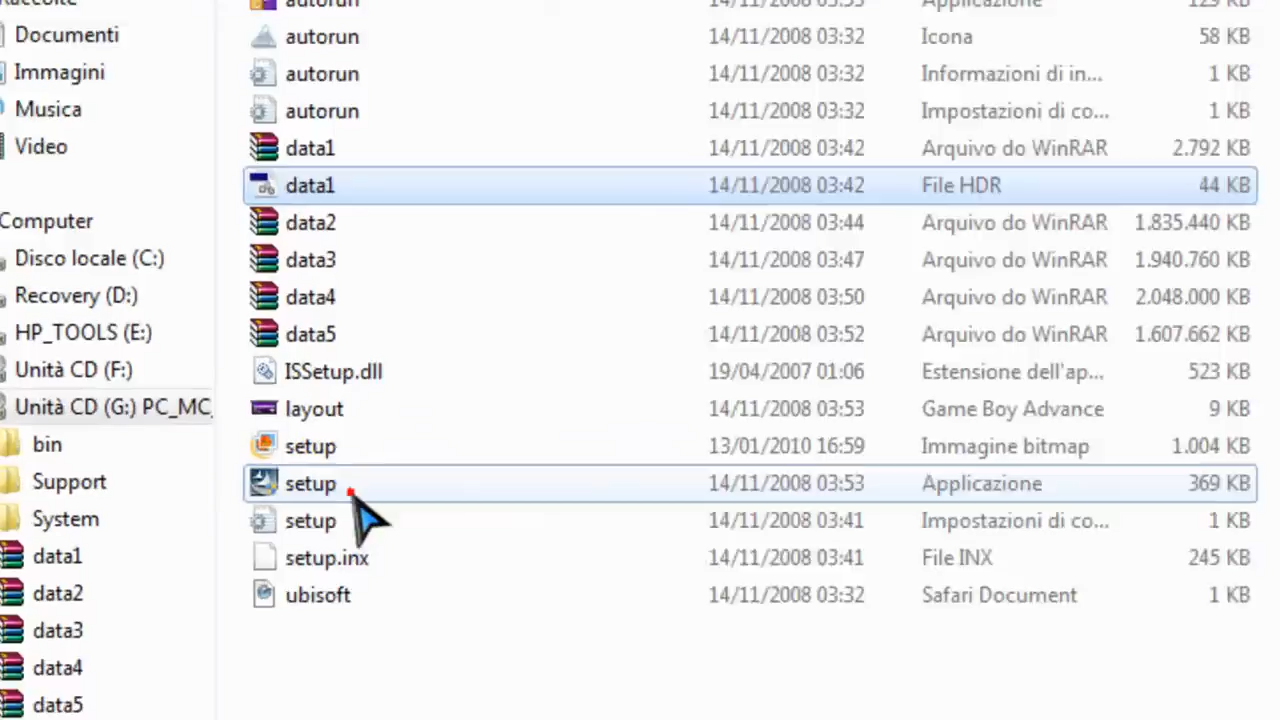 Raccolte
Documenti
Immagini
Musica
Video
Computer
Disco locale (C:)
Recovery (D:)
HP_TOOLS (E:)
Unità CD (F:)
Unità CD (G:) PC_MC_
bin
Support
System
data1
data2
data3
data4
data5
autorun 14/11/2008 03:53 Applicazione 129 KB
autorun 14/11/2008 03:32 Icona 58 KB
autorun 14/11/2008 03:32 Informazioni di in... 1 KB
autorun 14/11/2008 03:32 Impostazioni di co... 1 KB
data1 14/11/2008 03:42 Arquivo do WinRAR 2.792 KB
data1 14/11/2008 03:42 File HDR 44 KB
data2 14/11/2008 03:44 Arquivo do WinRAR 1.835.440 KB
data3 14/11/2008 03:47 Arquivo do WinRAR 1.940.760 KB
data4 14/11/2008 03:50 Arquivo do WinRAR 2.048.000 KB
data5 14/11/2008 03:52 Arquivo do WinRAR 1.607.662 KB
ISSetup.dll 19/04/2007 01:06 Estensione dell'ap... 523 KB
layout 14/11/2008 03:53 Game Boy Advance 9 KB
setup 13/01/2010 16:59 Immagine bitmap 1.004 KB
setup 14/11/2008 03:53 Applicazione 369 KB
setup 14/11/2008 03:41 Impostazioni di co... 1 KB
setup.inx 14/11/2008 03:41 File INX 245 KB
ubisoft 14/11/2008 03:32 Safari Document 1 KB